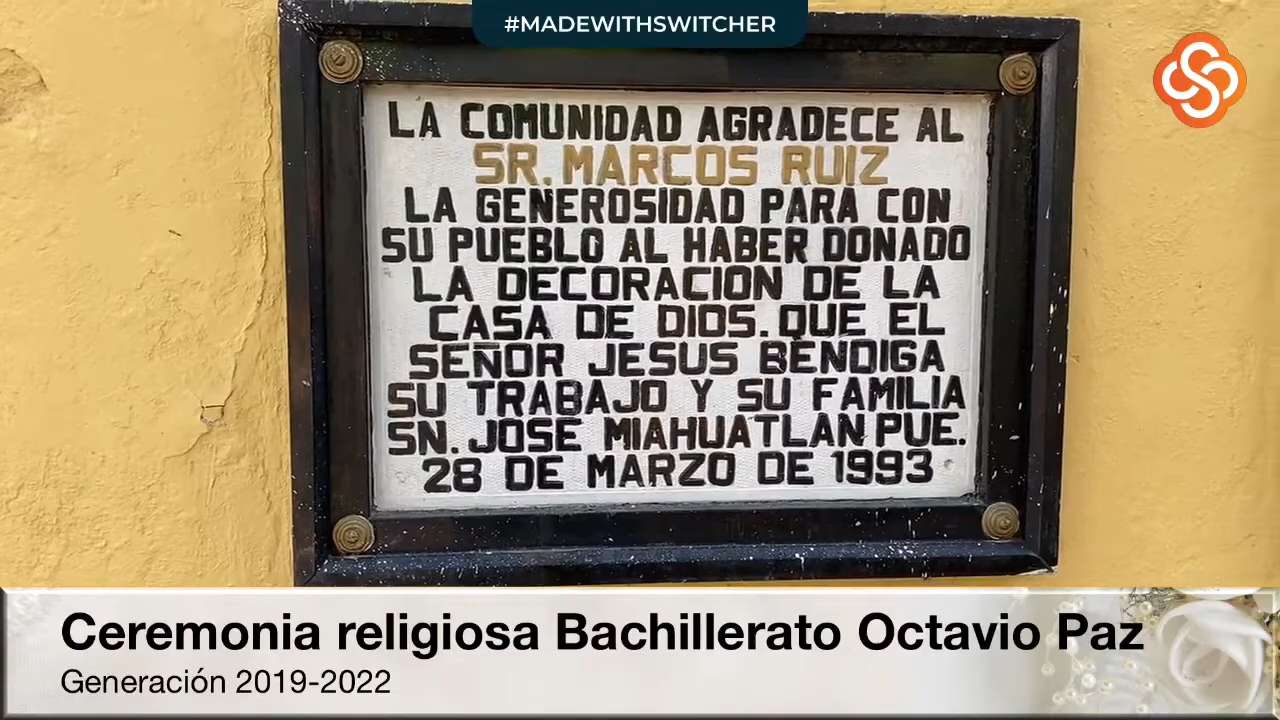 #MADEWITHSWITCHER
LA COMUNIDAD AGRADECE AL
SR. MARCOS RUIZ
LA GENEROSIDAD PARA CON
SU PUEBLO AL HABER DONADO
LA DECORACION DE LA
CASA DE DIOS. QUE EL
SEÑOR JESUS BENDIGA
SU TRABAJO Y SU FAMILIA
SN. JOSE MIAHUATLAN PUE.
28 DE MARZO DE 1993
Ceremonia religiosa Bachillerato Octavio Paz
Generación 2019-2022